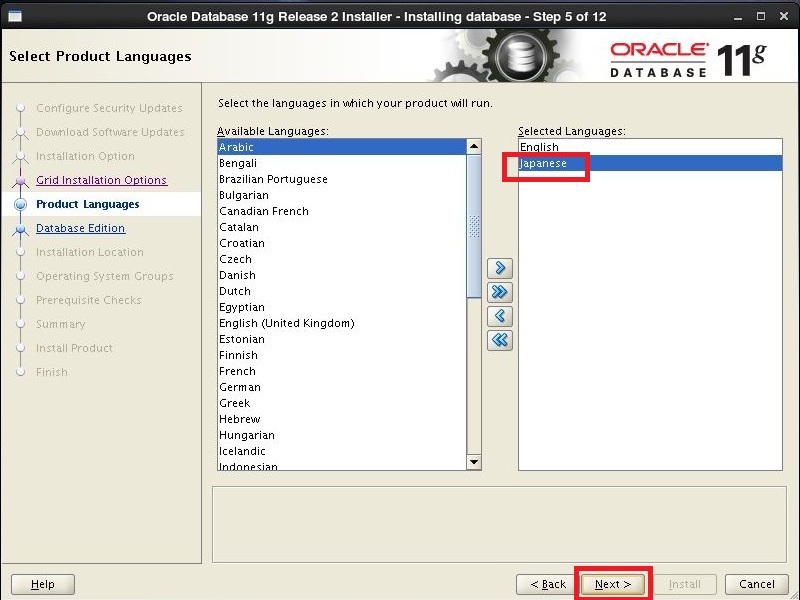 Oracle Database 11g Release 2 Installer - Installing database - Step 5 of 12
Select Product Languages
ORACLE
DATABASE
11g
Configure Security Updates
Download Software Updates
Installation Option
Grid Installation Options
Product Languages
Database Edition
Installation Location
Operating System Groups
Prerequisite Checks
Summary
Install Product
Finish
Select the languages in which your product will run.
Available Languages:
Arabic
Bengali
Brazilian Portuguese
Bulgarian
Canadian French
Catalan
Croatian
Czech
Danish
Dutch
Egyptian
English (United Kingdom)
Estonian
Finnish
French
German
Greek
Hebrew
Hungarian
Icelandic
Indonesian
Selected Languages:
English
Japanese
Help
< Back
Next >
Install
Cancel